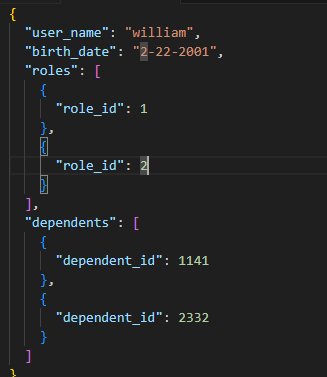 {
  "user_name": "william",
  "birth_date": "2-22-2001",
  "roles": [
    {
      "role_id": 1
    },
    {
      "role_id": 2
    }
  ],
  "dependents": [
    {
      "dependent_id": 1141
    },
    {
      "dependent_id": 2332
    }
  ]
}